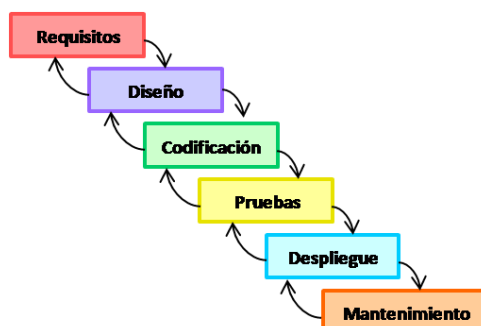 Requisitos
Diseño
Codificación
Pruebas
Despliegue
Mantenimiento